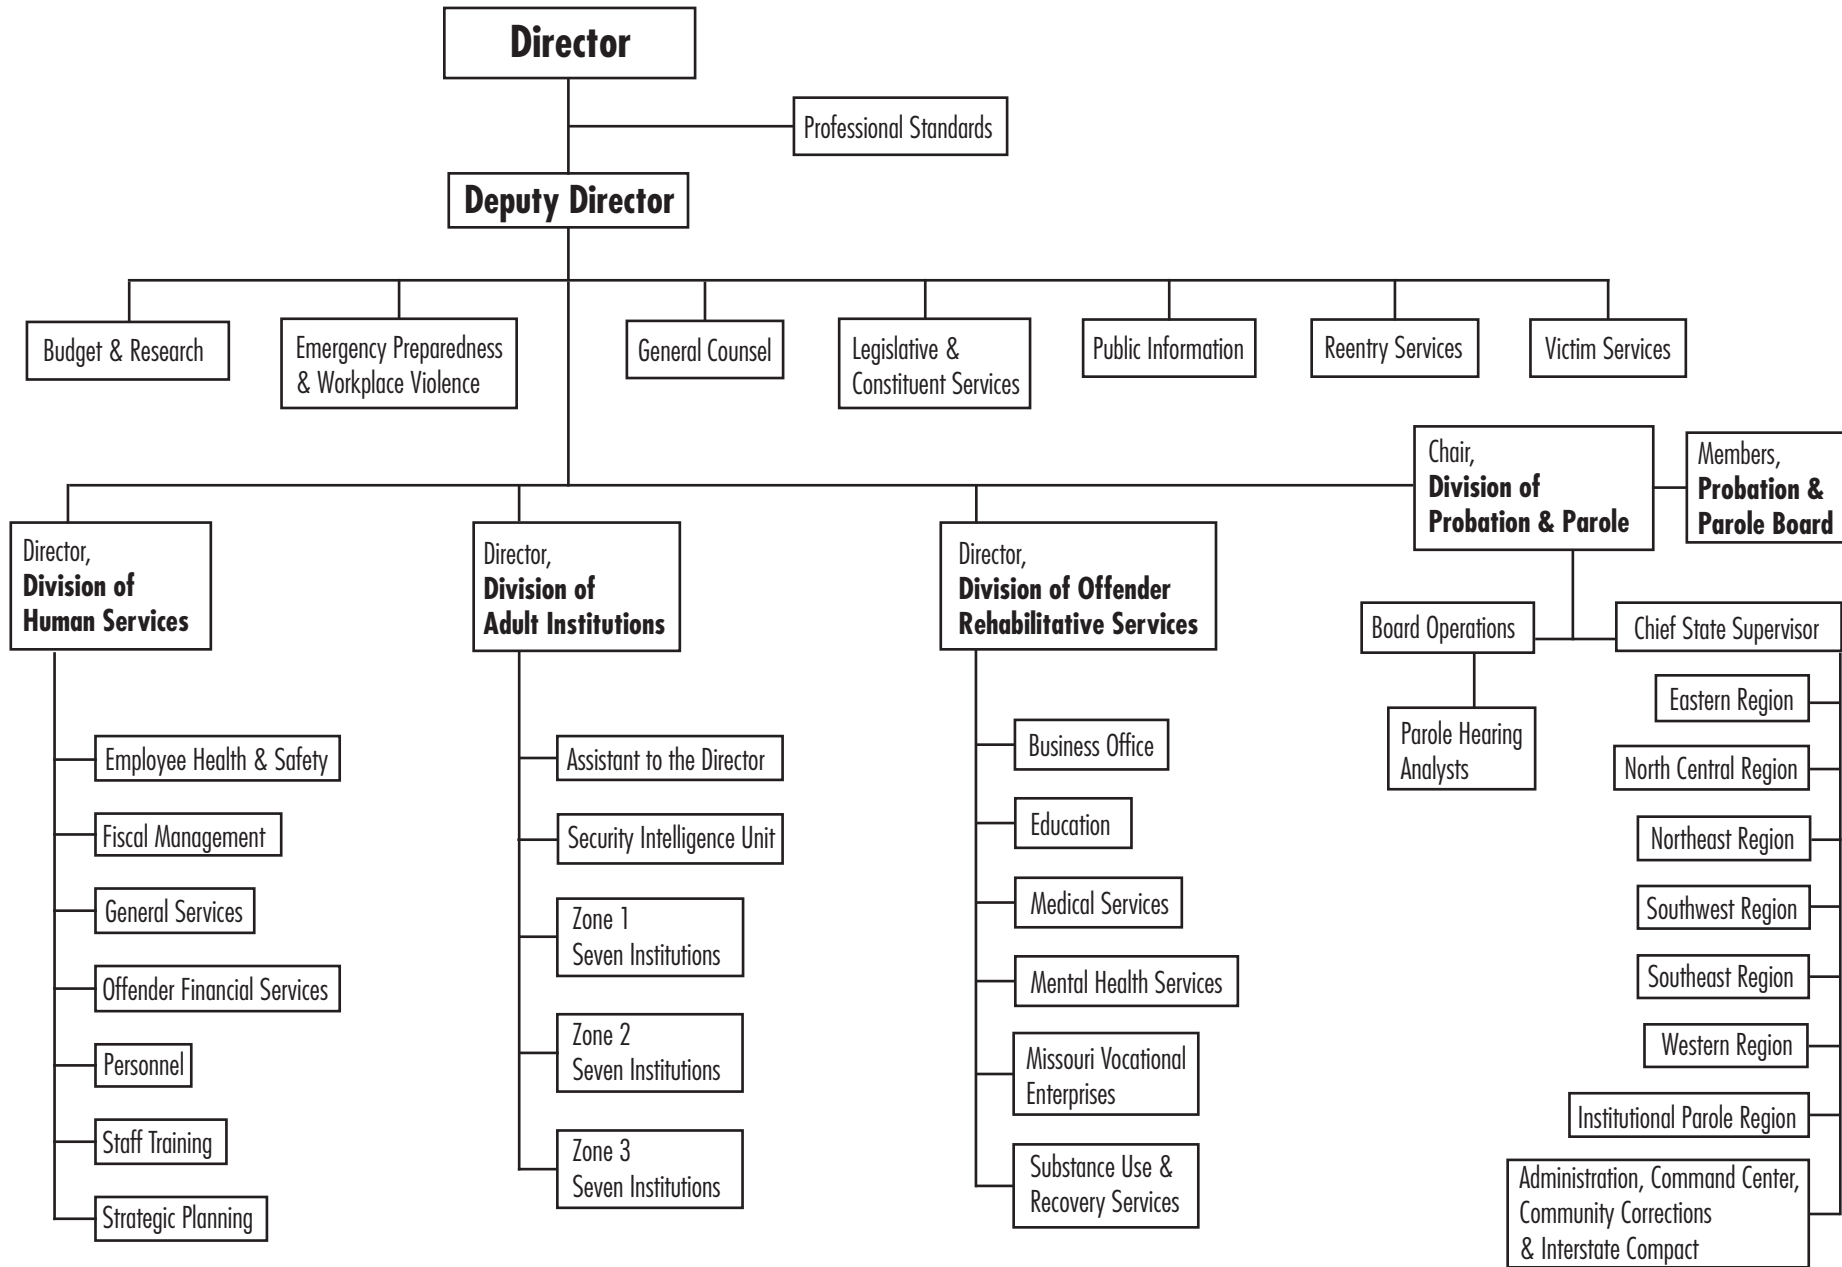 Director
Professional Standards
Deputy Director
Budget & Research
Emergency Preparedness
& Workplace Violence
General Counsel
Legislative &
Constituent Services
Public Information
Reentry Services
Victim Services
Chair,
Division of
Probation & Parole
Members,
Probation &
Parole Board
Director,
Division of
Human Services
Director,
Division of
Adult Institutions
Director,
Division of Offender
Rehabilitative Services
Board Operations
Chief State Supervisor
Employee Health & Safety
Fiscal Management
General Services
Offender Financial Services
Personnel
Staff Training
Strategic Planning
Assistant to the Director
Security Intelligence Unit
Zone 1
Seven Institutions
Zone 2
Seven Institutions
Zone 3
Seven Institutions
Business Office
Education
Medical Services
Mental Health Services
Missouri Vocational
Enterprises
Substance Use &
Recovery Services
Parole Hearing
Analysts
Eastern Region
North Central Region
Northeast Region
Southwest Region
Southeast Region
Western Region
Institutional Parole Region
Administration, Command Center,
Community Corrections
& Interstate Compact